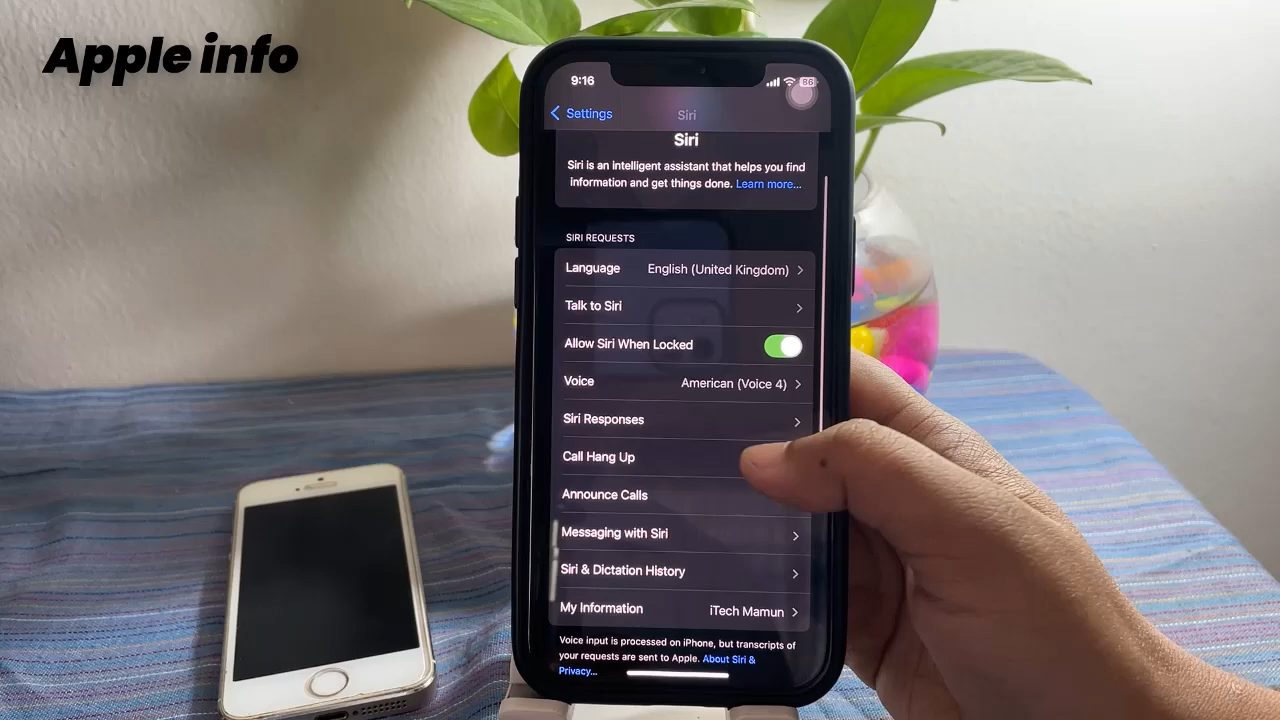 Apple info
9:16
86
Settings
Siri
Siri
Siri is an intelligent assistant that helps you find
information and get things done. Learn more...
SIRI REQUESTS
Language English (United Kingdom)
Talk to Siri
Allow Siri When Locked
Voice American (Voice 4)
Siri Responses
Call Hang Up
Announce Calls
Messaging with Siri
Siri & Dictation History
My Information iTech Mamun
Voice input is processed on iPhone, but transcripts of
your requests are sent to Apple. About Siri &
Privacy...